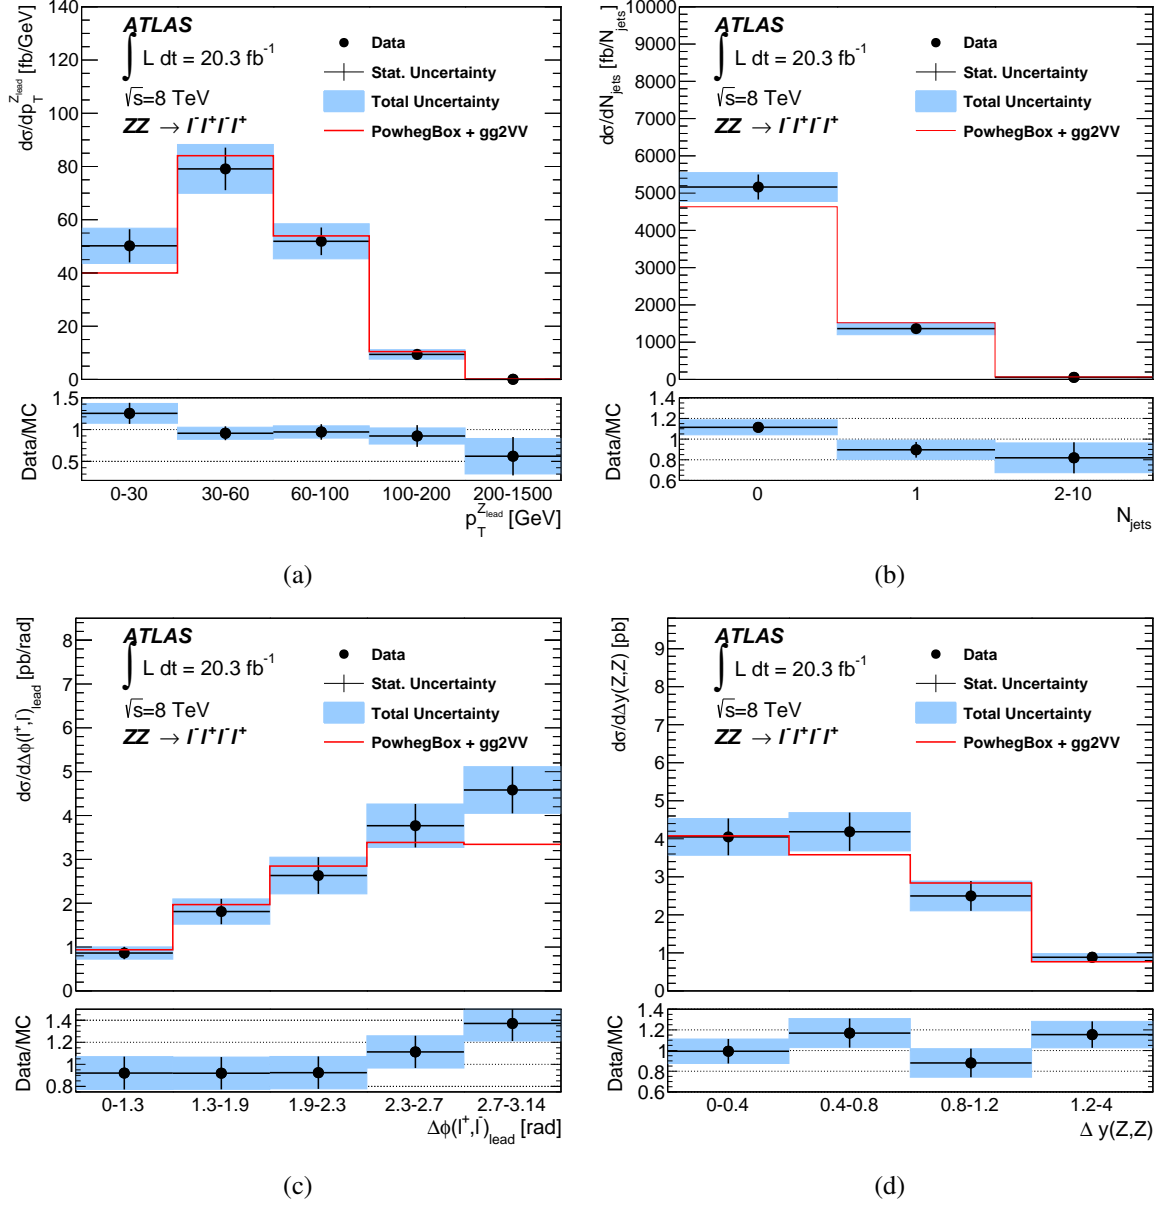 dσ/dp_T^{Z_lead} [fb/GeV]
140
120
100
80
60
40
20
0
ATLAS
∫ L dt = 20.3 fb⁻¹
√s=8 TeV
ZZ → l⁻l⁺l⁻l⁺
Data
Stat. Uncertainty
Total Uncertainty
PowhegBox + gg2VV
Data/MC
1.5
1
0.5
0-30 30-60 60-100 100-200 200-1500
p_T^{Z_lead} [GeV]
(a)
dσ/dN_jets [fb/N_jets]
10000
9000
8000
7000
6000
5000
4000
3000
2000
1000
0
ATLAS
∫ L dt = 20.3 fb⁻¹
√s=8 TeV
ZZ → l⁻l⁺l⁻l⁺
Data
Stat. Uncertainty
Total Uncertainty
PowhegBox + gg2VV
Data/MC
1.4
1.2
1
0.8
0.6
0 1 2-10
N_jets
(b)
dσ/dΔφ(l⁺,l⁻)_lead [pb/rad]
8
7
6
5
4
3
2
1
0
ATLAS
∫ L dt = 20.3 fb⁻¹
√s=8 TeV
ZZ → l⁻l⁺l⁻l⁺
Data
Stat. Uncertainty
Total Uncertainty
PowhegBox + gg2VV
Data/MC
1.4
1.2
1
0.8
0-1.3 1.3-1.9 1.9-2.3 2.3-2.7 2.7-3.14
Δφ(l⁺,l⁻)_lead [rad]
(c)
dσ/dΔy(Z,Z) [pb]
9
8
7
6
5
4
3
2
1
0
ATLAS
∫ L dt = 20.3 fb⁻¹
√s=8 TeV
ZZ → l⁻l⁺l⁻l⁺
Data
Stat. Uncertainty
Total Uncertainty
PowhegBox + gg2VV
Data/MC
1.4
1.2
1
0.8
0.6
0-0.4 0.4-0.8 0.8-1.2 1.2-4
Δ y(Z,Z)
(d)